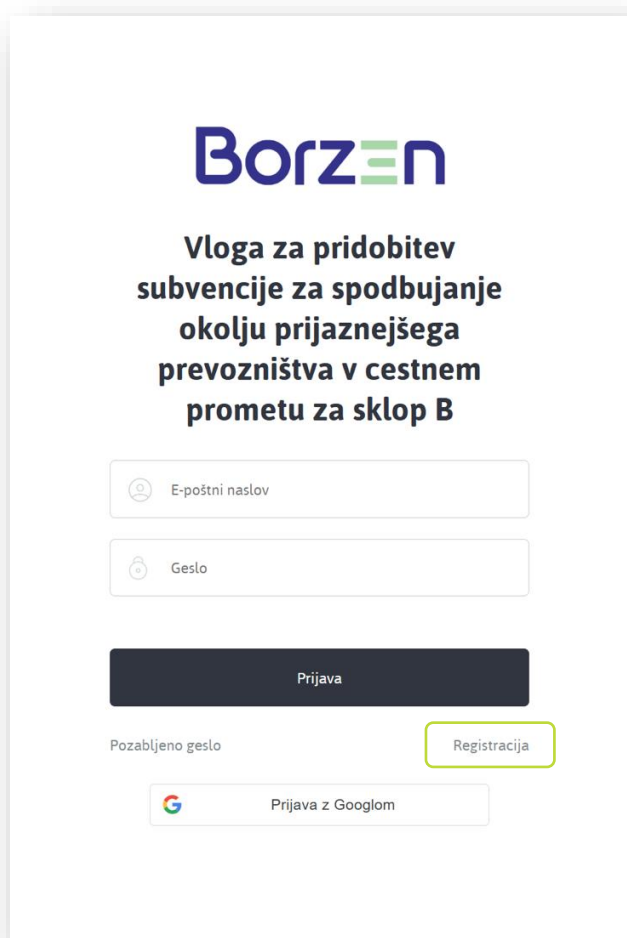 Borzen
Vloga za pridobitev
subvencije za spodbujanje
okolju prijaznejšega
prevozništva v cestnem
prometu za sklop B
E-poštni naslov
Geslo
Prijava
Pozabljeno geslo
Registracija
Prijava z Googlom